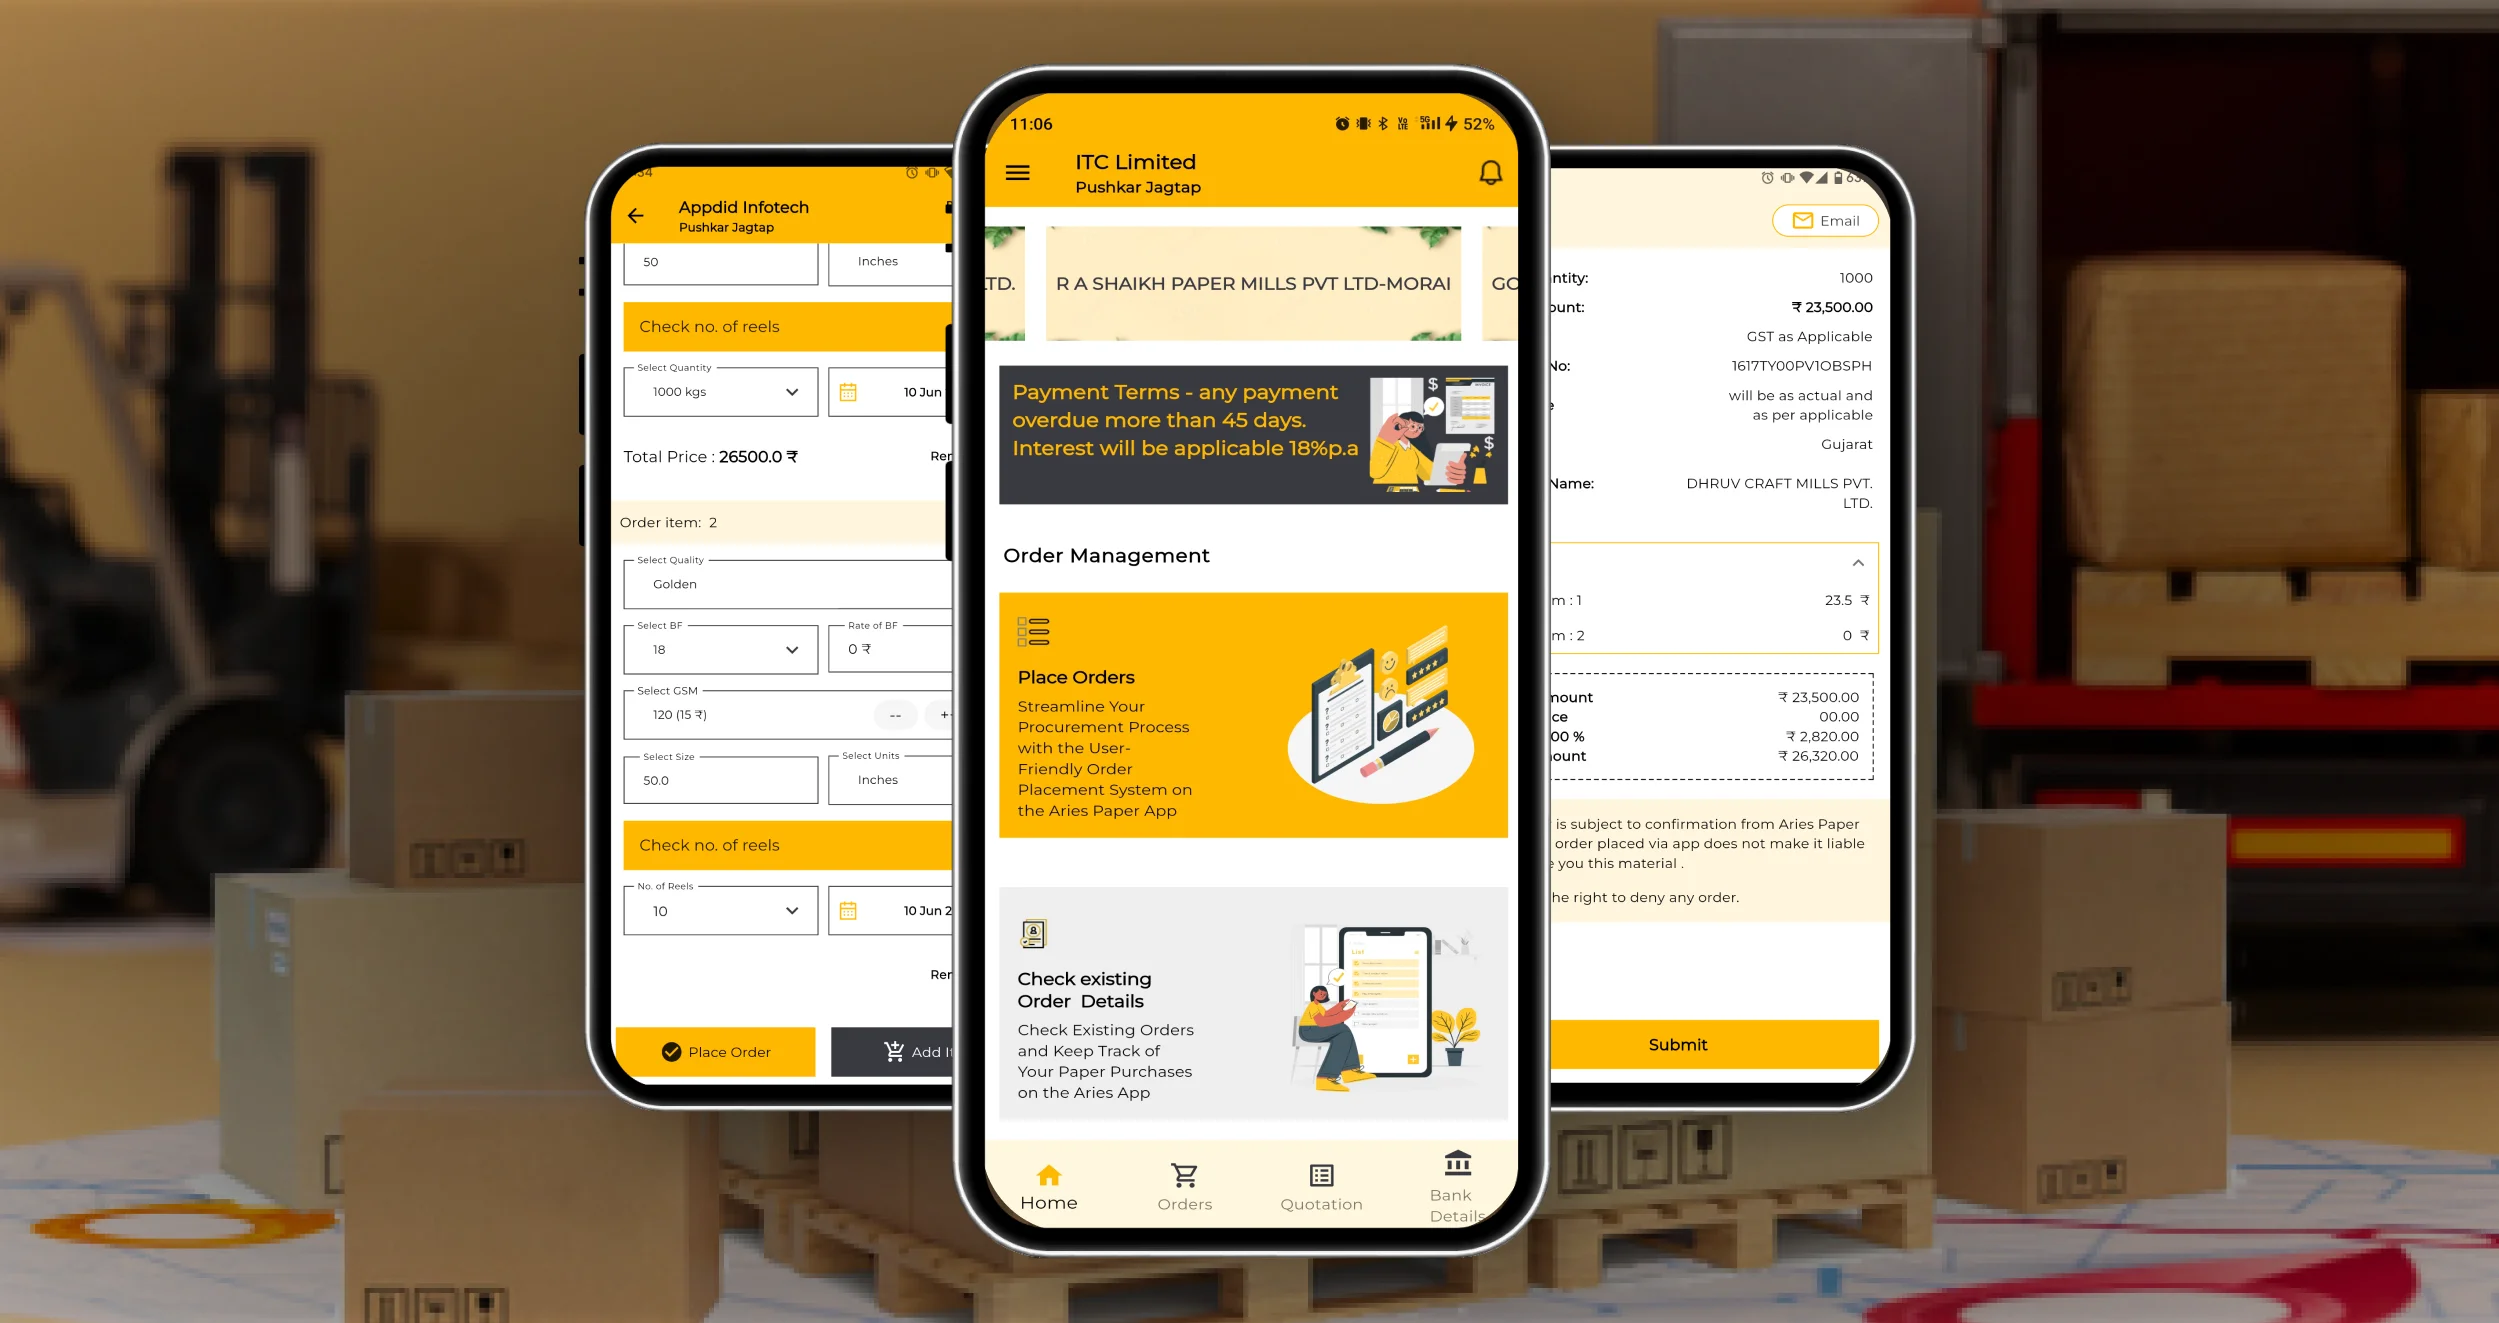 Appdid Infotech
Pushkar Jagtap
50
Inches
Check no. of reels
Select Quantity
1000 kgs
10 Jun
Total Price : 26500.0 ₹
Order item: 2
Select Quality
Golden
Select BF
18
Rate of BF
0 ₹
Select GSM
120 (15 ₹)
--
Select Size
50.0
Select Units
Inches
Check no. of reels
No. of Reels
10
10 Jun 2
Place Order
Add
11:06
5G
52%
ITC Limited
Pushkar Jagtap
TD.
R A SHAIKH PAPER MILLS PVT LTD-MORAI
GO
Payment Terms - any payment
overdue more than 45 days.
Interest will be applicable 18%p.a
Order Management
Place Orders
Streamline Your
Procurement Process
with the User-
Friendly Order
Placement System on
the Aries Paper App
Check existing
Order Details
Check Existing Orders
and Keep Track of
Your Paper Purchases
on the Aries App
Home
Orders
Quotation
Bank
Details
Email
ntity:
1000
ount:
₹ 23,500.00
GST as Applicable
No:
1617TY00PV1OBSPH
will be as actual and
as per applicable
Gujarat
Name:
DHRUV CRAFT MILLS PVT.
LTD.
m : 1
23.5 ₹
m : 2
0 ₹
mount
₹ 23,500.00
ce
00.00
00 %
₹ 2,820.00
ount
₹ 26,320.00
is subject to confirmation from Aries Paper
order placed via app does not make it liable
e you this material .
he right to deny any order.
Submit